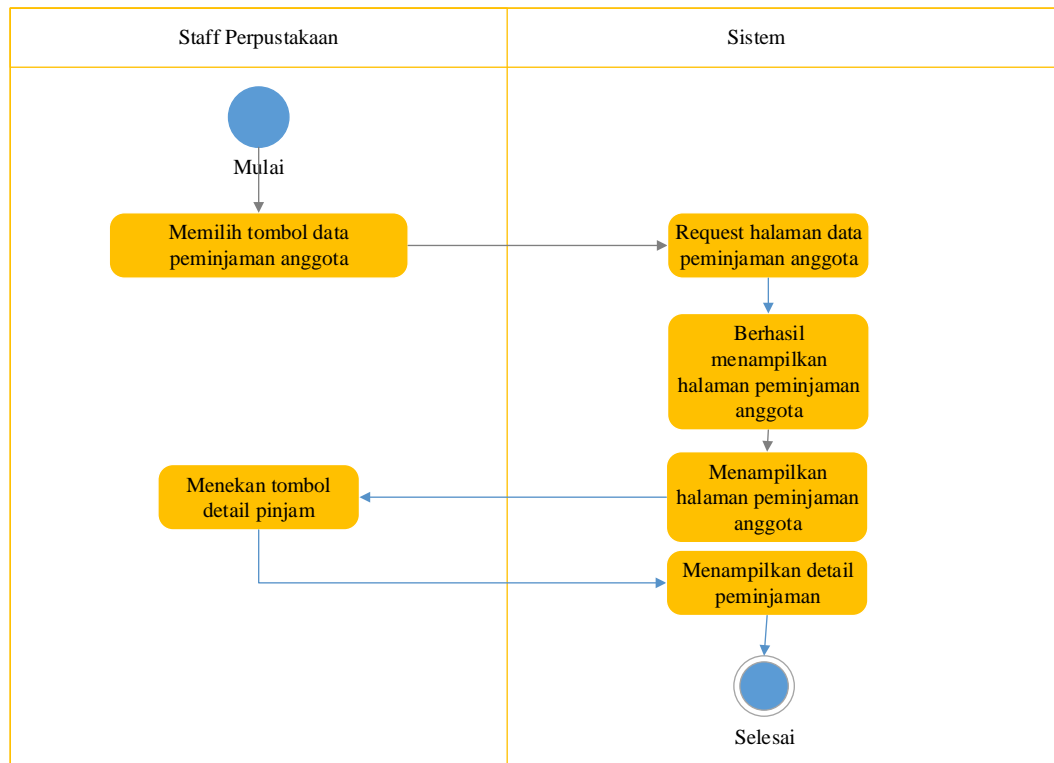 Staff Perpustakaan
Sistem
Mulai
Memilih tombol data
peminjaman anggota
Request halaman data
peminjaman anggota
Berhasil
menampilkan
halaman peminjaman
anggota
Menekan tombol
detail pinjam
Menampilkan
halaman peminjaman
anggota
Menampilkan detail
peminjaman
Selesai